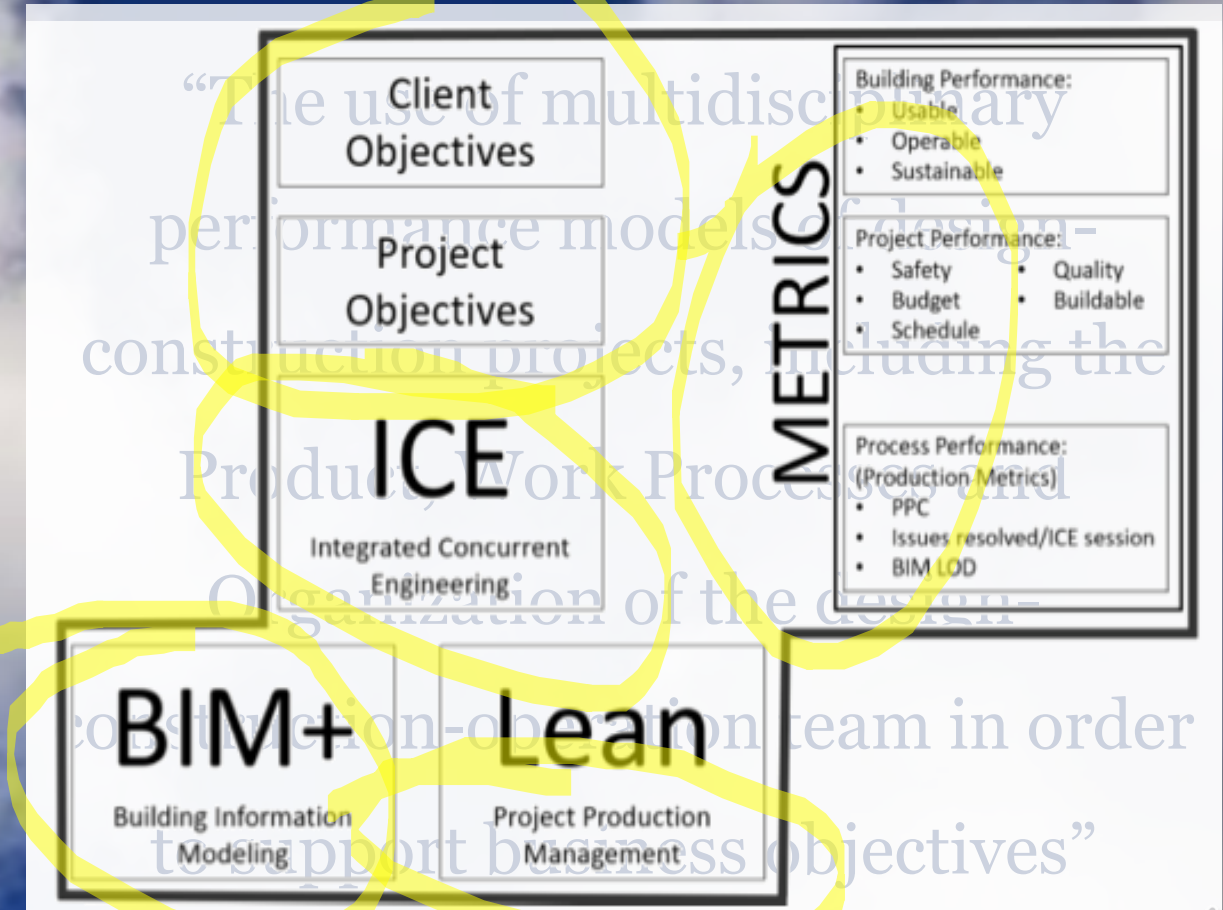 “The use of multidisciplinary
performance models of design-
construction projects, including the
Product, Work Processes and
Organization of the design-
construction-operation team in order
to support business objectives”
Client
Objectives
Project
Objectives
ICE
Integrated Concurrent
Engineering
BIM+
Building Information
Modeling
Lean
Project Production
Management
METRICS
Building Performance:
• Usable
• Operable
• Sustainable
Project Performance:
• Safety
• Budget
• Schedule
• Quality
• Buildable
Process Performance:
(Production Metrics)
• PPC
• Issues resolved/ICE session
• BIM LOD